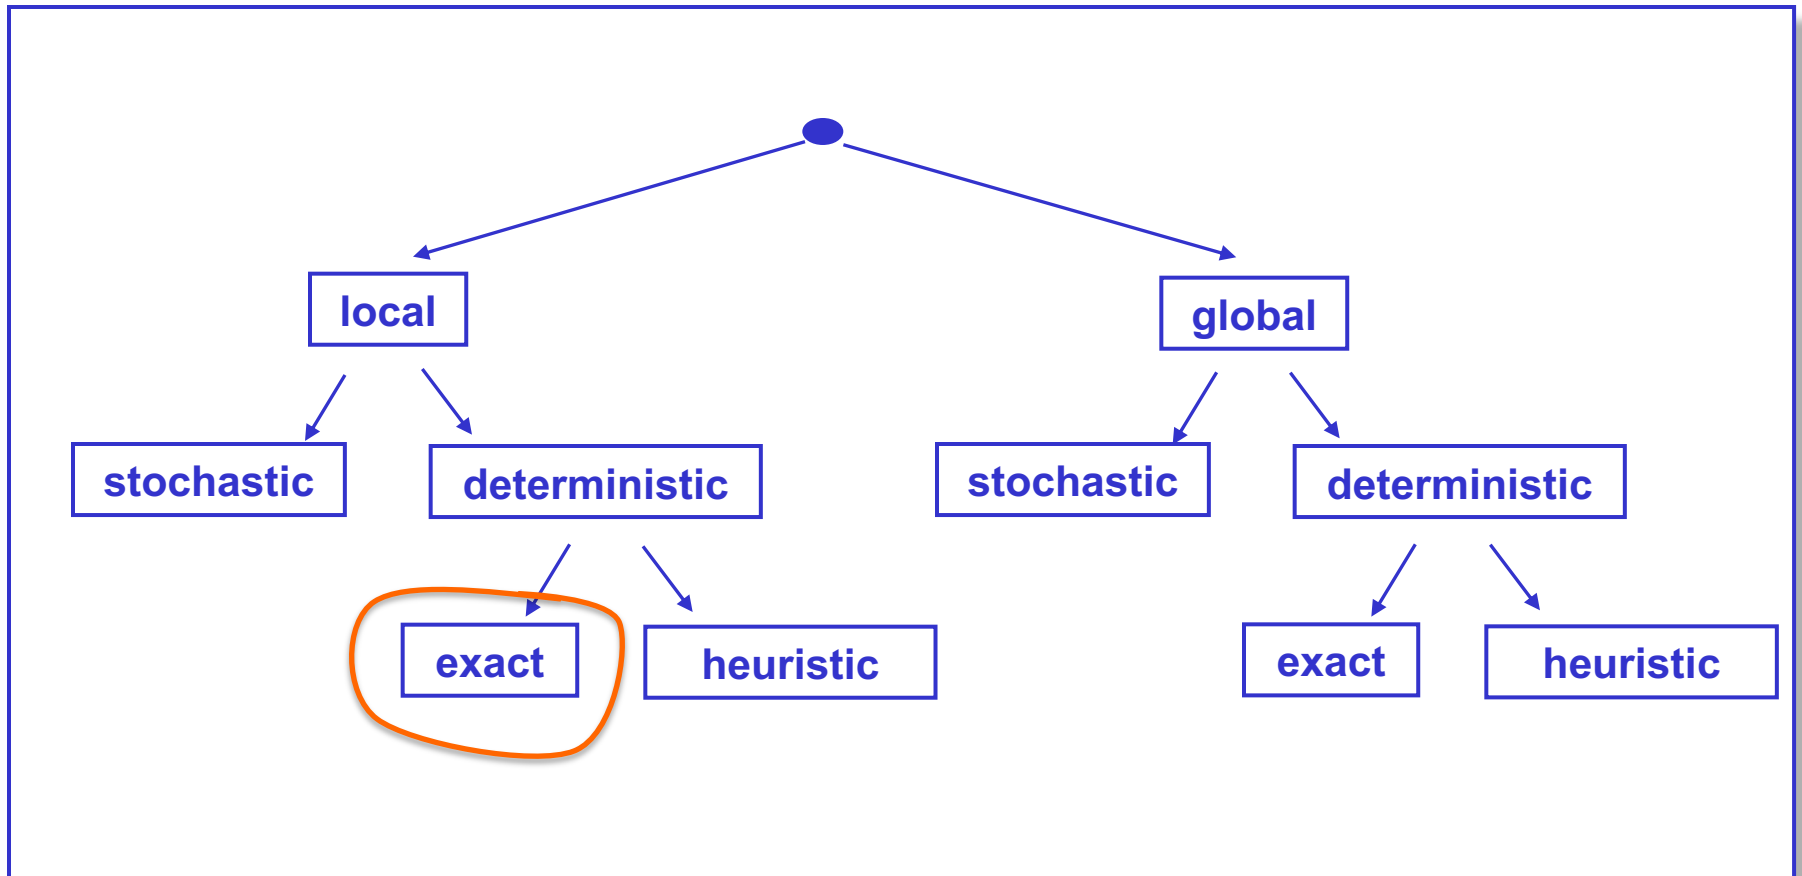 local
global
stochastic
deterministic
stochastic
deterministic
exact
heuristic
exact
heuristic